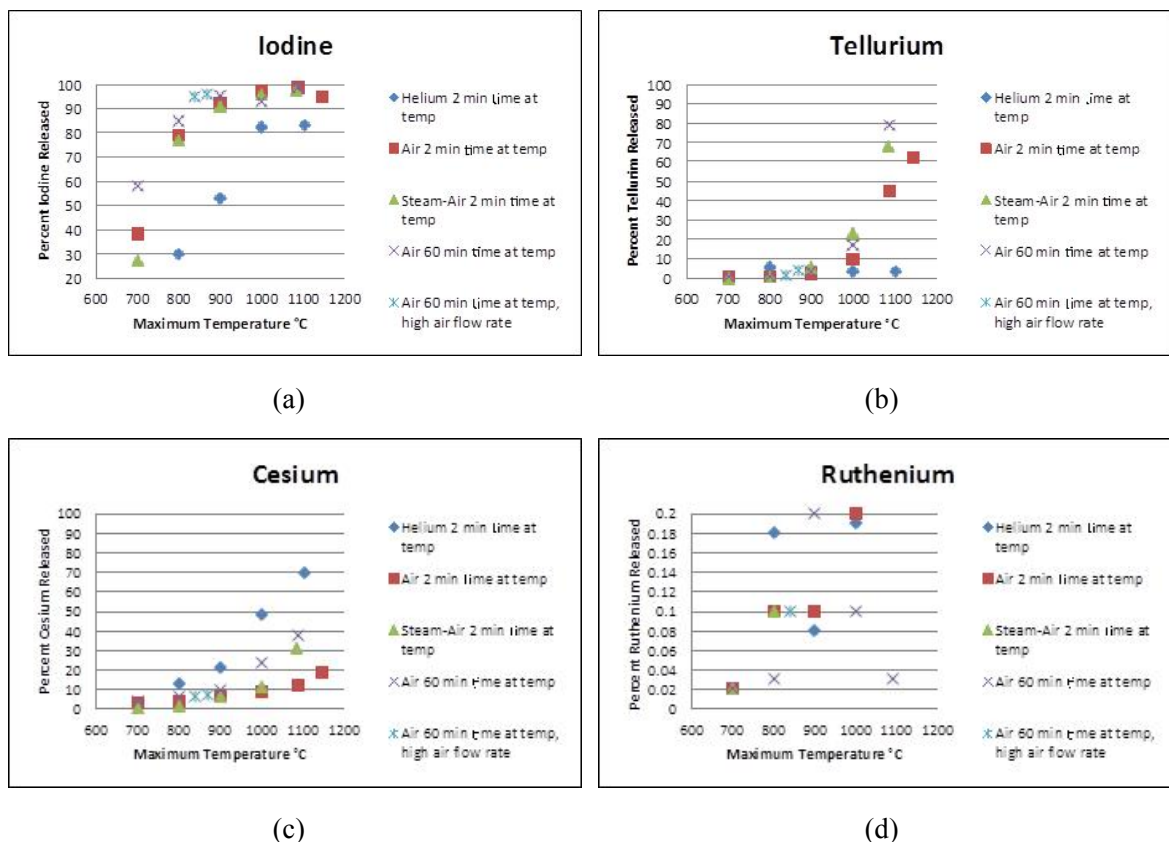 Iodine
Percent Iodine Released
100
90
80
70
60
50
40
30
20
600 700 800 900 1000 1100 1200
Maximum Temperature °C
Helium 2 min time at
temp
Air 2 min time at temp
Steam-Air 2 min time at
temp
Air 60 min time at temp
Air 60 min time at temp,
high air flow rate
(a)
Tellurium
Percent Tellurim Released
100
90
80
70
60
50
40
30
20
10
0
600 700 800 900 1000 1100 1200
Maximum Temperature °C
Helium 2 min time at
temp
Air 2 min time at temp
Steam-Air 2 min time at
temp
Air 60 min time at temp
Air 60 min time at temp,
high air flow rate
(b)
Cesium
Percent Cesium Released
100
90
80
70
60
50
40
30
20
10
0
600 700 800 900 1000 1100 1200
Maximum Temperature °C
Helium 2 min time at
temp
Air 2 min time at temp
Steam-Air 2 min time at
temp
Air 60 min time at temp
Air 60 min time at temp,
high air flow rate
(c)
Ruthenium
Percent Ruthenium Released
0.2
0.18
0.16
0.14
0.12
0.1
0.08
0.06
0.04
0.02
0
600 700 800 900 1000 1100 1200
Maximum Temperature °C
Helium 2 min time at
temp
Air 2 min time at temp
Steam-Air 2 min time at
temp
Air 60 min time at temp
Air 60 min time at temp,
high air flow rate
(d)